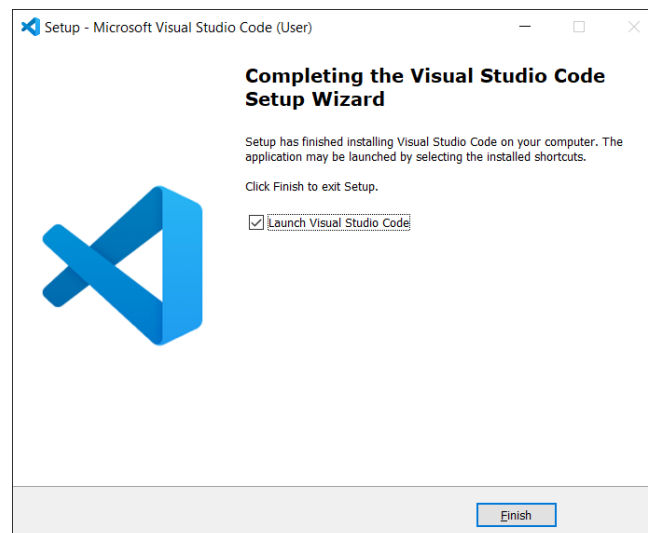 Setup - Microsoft Visual Studio Code (User)
Completing the Visual Studio Code
Setup Wizard
Setup has finished installing Visual Studio Code on your computer. The
application may be launched by selecting the installed shortcuts.
Click Finish to exit Setup.
Launch Visual Studio Code
Finish